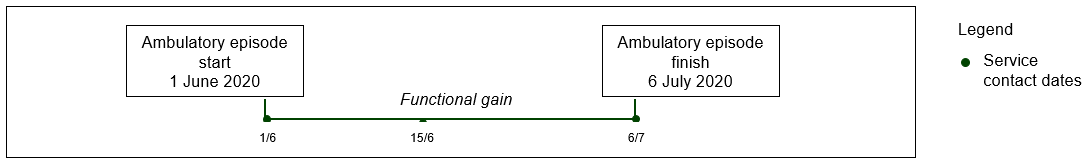 Ambulatory episode
start
1 June 2020
Ambulatory episode
finish
6 July 2020
Functional gain
1/6
15/6
6/7
Legend
Service
contact dates